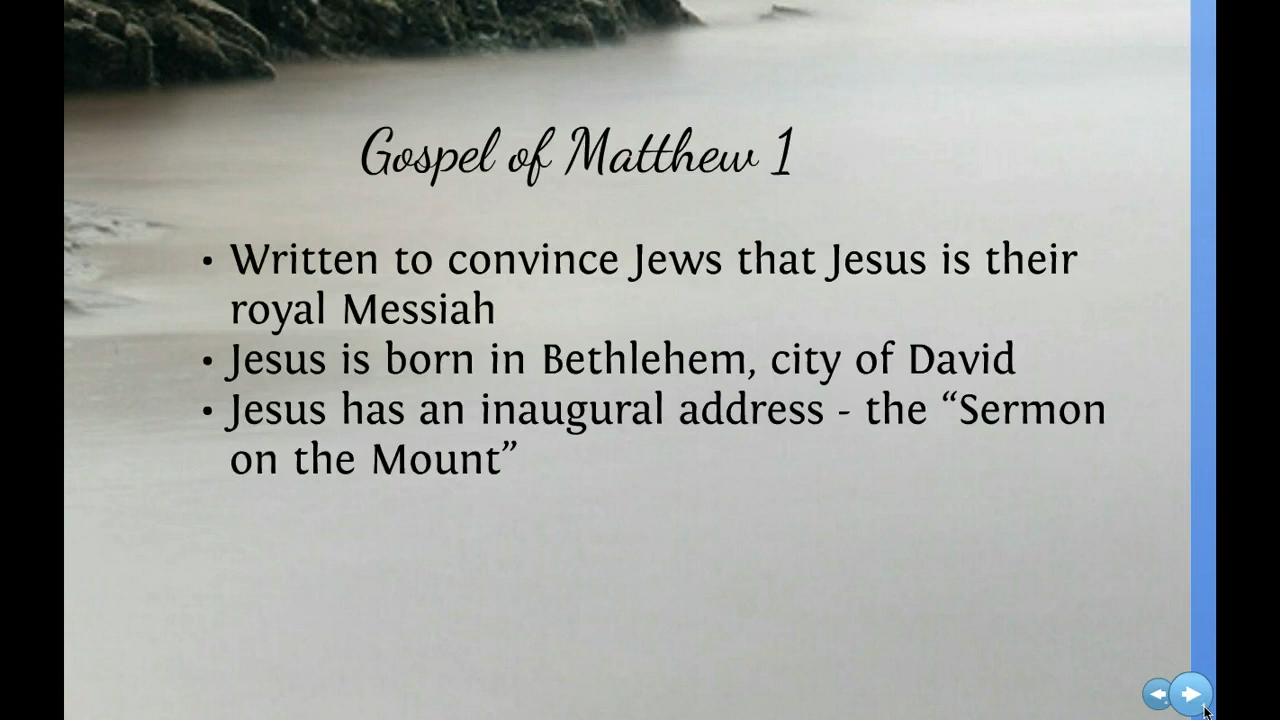 Gospel of Matthew 1
• Written to convince Jews that Jesus is their
royal Messiah
• Jesus is born in Bethlehem, city of David
• Jesus has an inaugural address - the “Sermon
on the Mount”